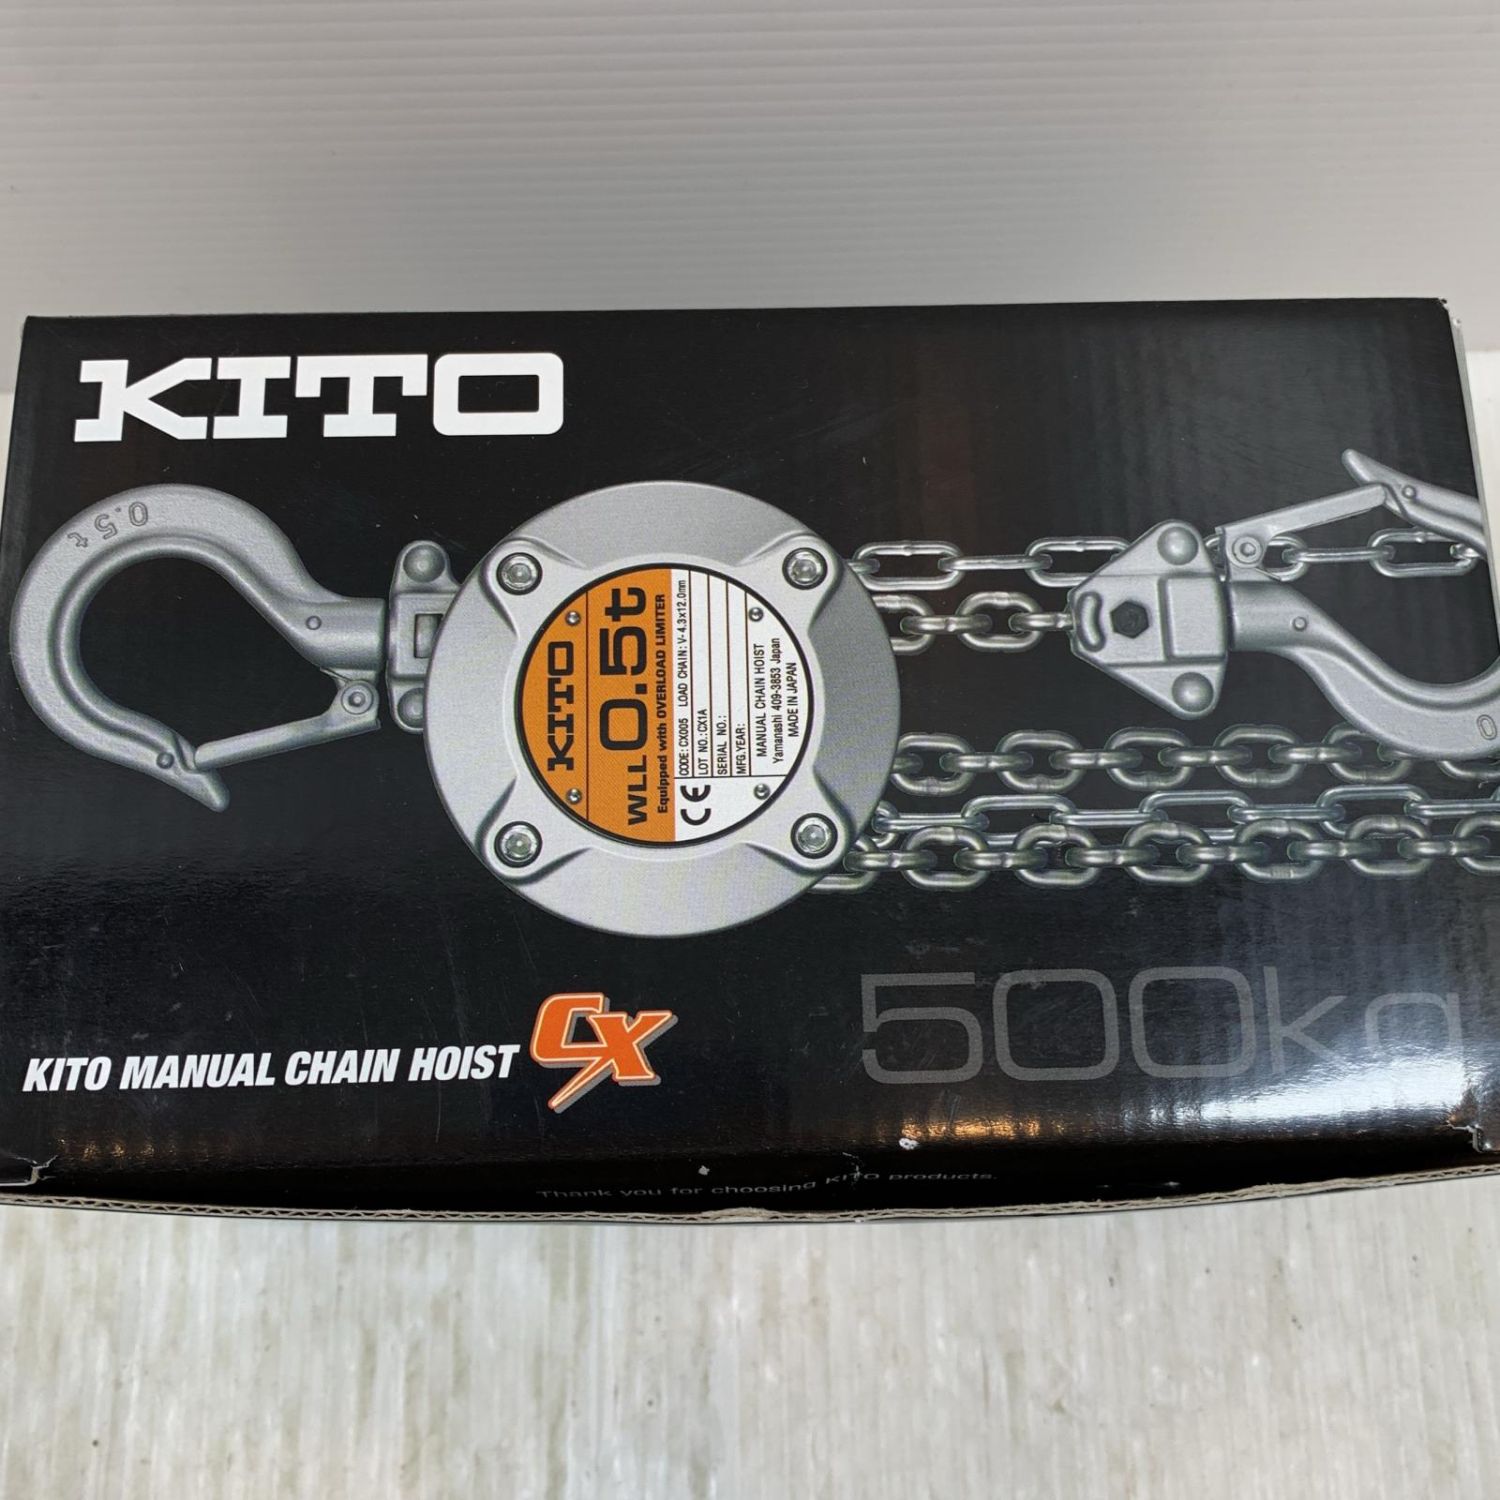 KITO
0.5t
KITO
WLL 0.5t
Equipped with OVERLOAD LIMITER
CODE: CX005 LOAD CHAIN: V-4.3x12.0mm
LOT NO.: CX1A
SERIAL NO.:
MFG.YEAR:
CE
MANUAL CHAIN HOIST
Yamanashi 409-3853 Japan
MADE IN JAPAN
0
KITO MANUAL CHAIN HOIST CX
500kg
Thank you for choosing KITO products.